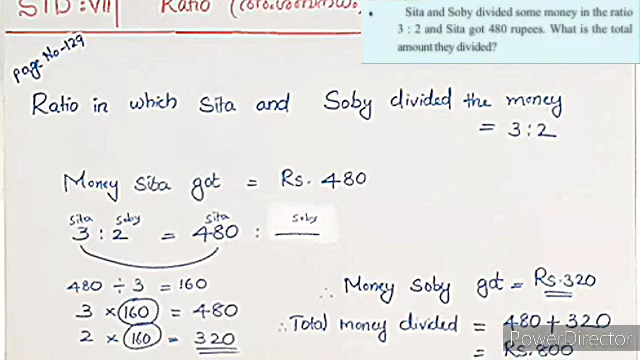 STD: VII Ratio (അംശബന്ധം)
• Sita and Soby divided some money in the ratio
3 : 2 and Sita got 480 rupees. What is the total
amount they divided?
Page-No-129
Ratio in which Sita and Soby divided the money
= 3:2
Money Sita got = Rs. 480
Sita Soby Sita Soby
3 : 2 = 480 :
480 ÷ 3 = 160
3 × 160 = 480
2 × 160 = 320
∴ Money Soby got = Rs.320
∴ Total money divided = 480 + 320
= Rs.800
PowerDirector